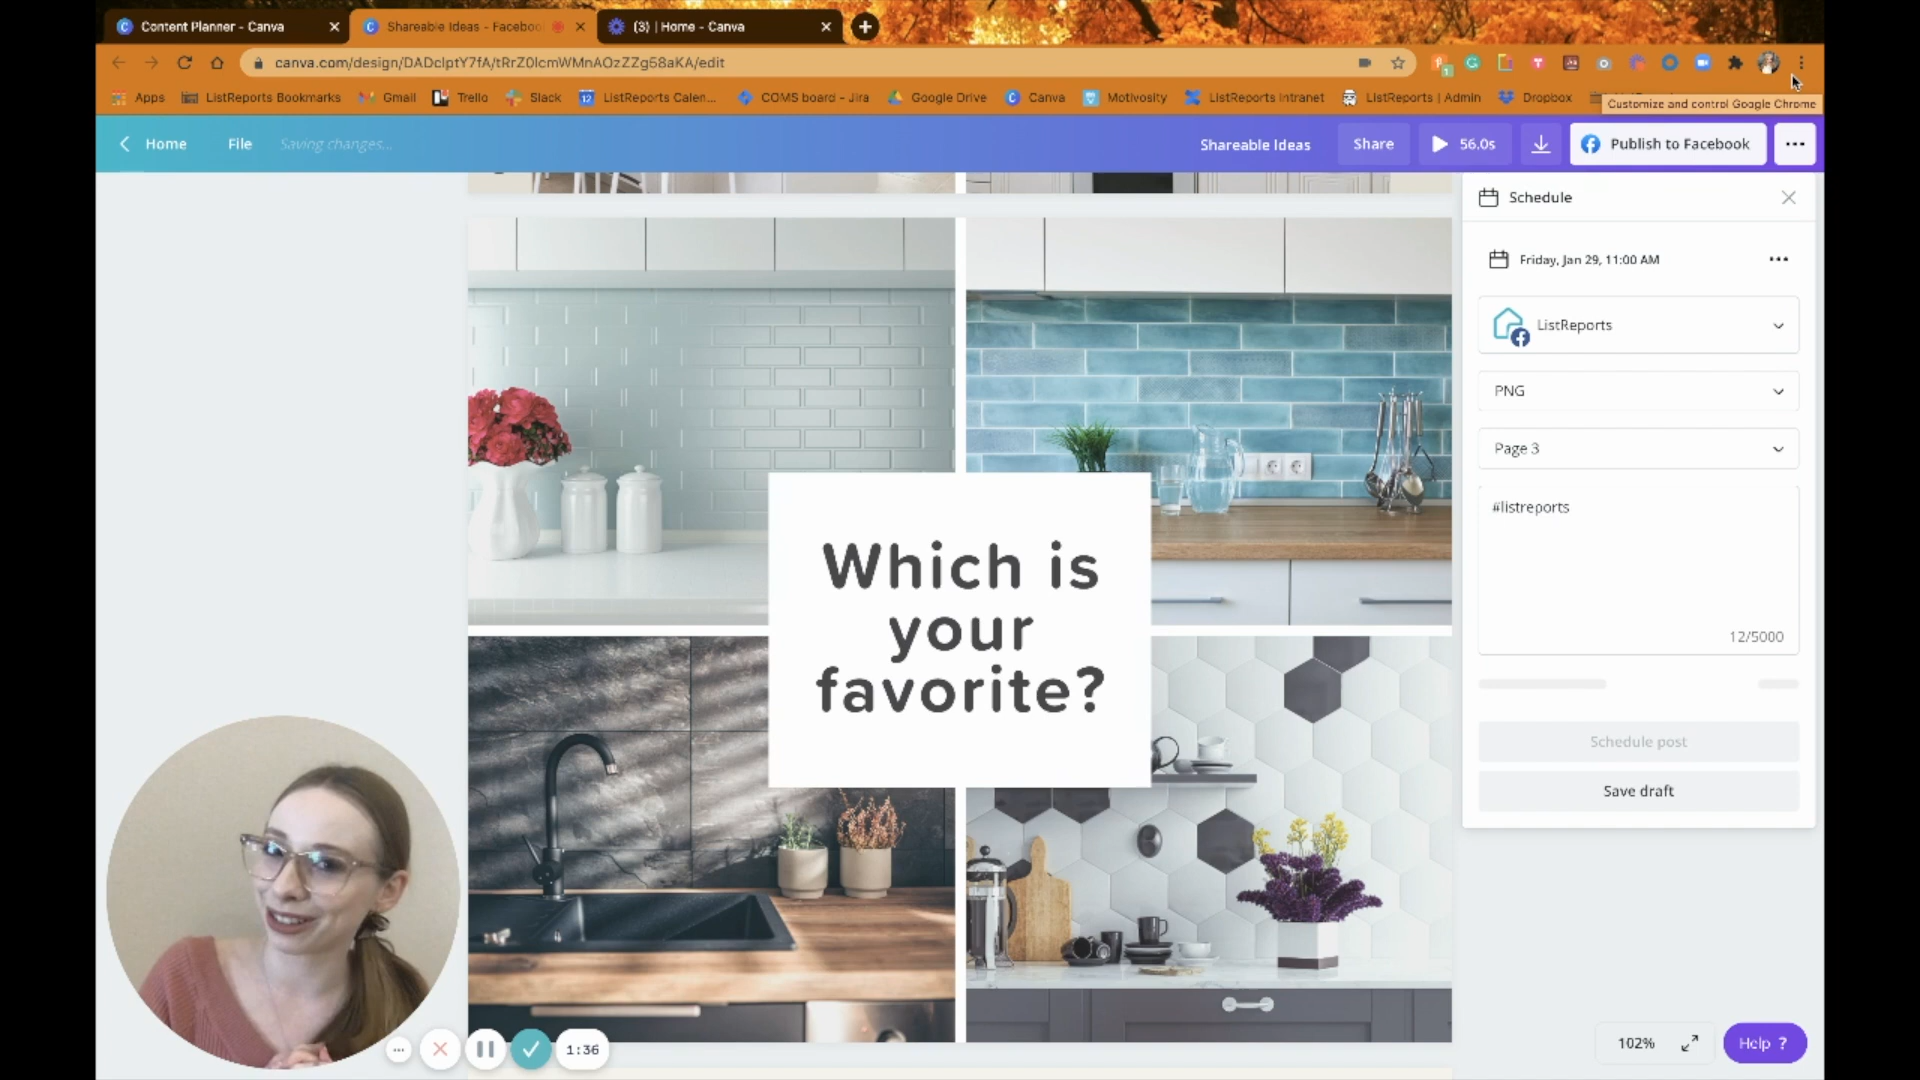 Content Planner - Canva
Shareable Ideas - Faceboo
(3) | Home - Canva
canva.com/design/DADclptY7fA/tRrZ0lcmWMnAOzZZg58aKA/edit
Apps
ListReports Bookmarks
Gmail
Trello
Slack
12
ListReports Calen...
COMS board - Jira
Google Drive
Canva
Motivosity
ListReports Intranet
ListReports | Admin
Dropbox
Customize and control Google Chrome
Home
File
Saving changes...
Shareable Ideas
Share
56.0s
Publish to Facebook
Schedule
Friday, Jan 29, 11:00 AM
ListReports
PNG
Page 3
#listreports
12/5000
Schedule post
Save draft
Which is
your
favorite?
1:36
102%
Help ?